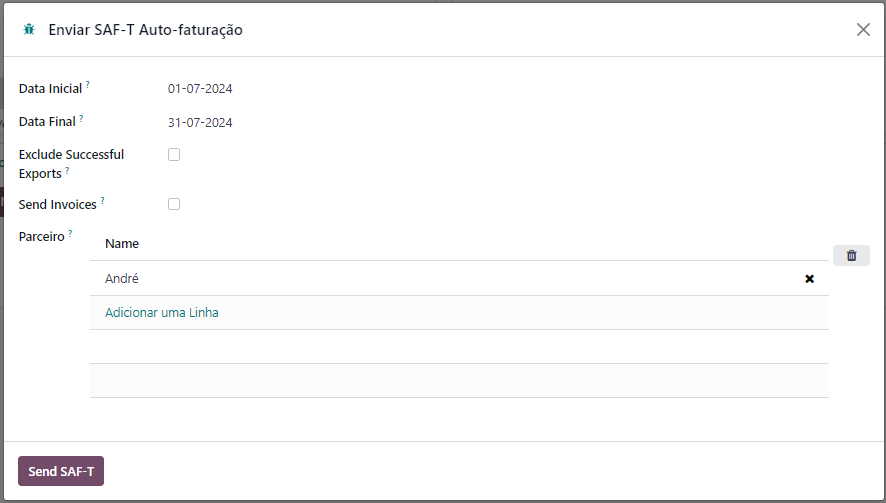 Enviar SAF-T Auto-faturação
Data Inicial ? 01-07-2024
Data Final ? 31-07-2024
Exclude Successful
Exports ?
Send Invoices ?
Parceiro ?
Name
André
Adicionar uma Linha
Send SAF-T